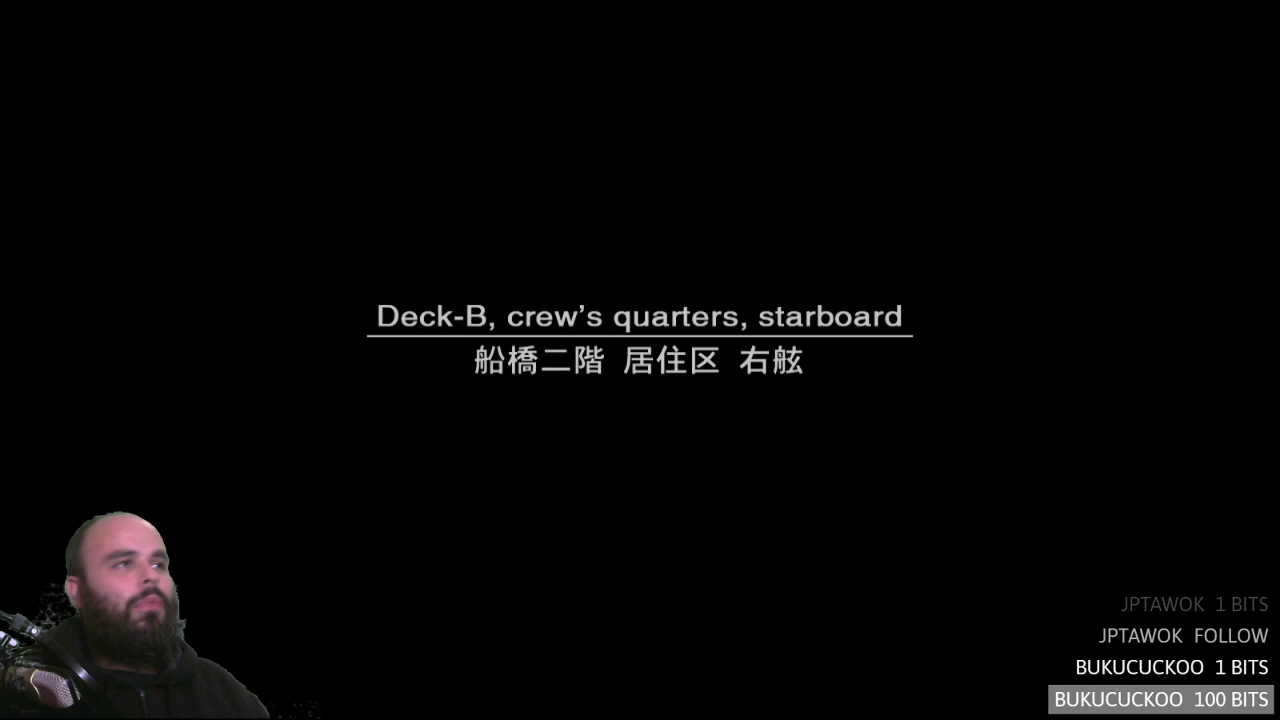 Deck-B, crew’s quarters, starboard
船橋二階 居住区 右舷
JPTAWOK 1 BITS
JPTAWOK FOLLOW
BUKUCUCKOO 1 BITS
BUKUCUCKOO 100 BITS